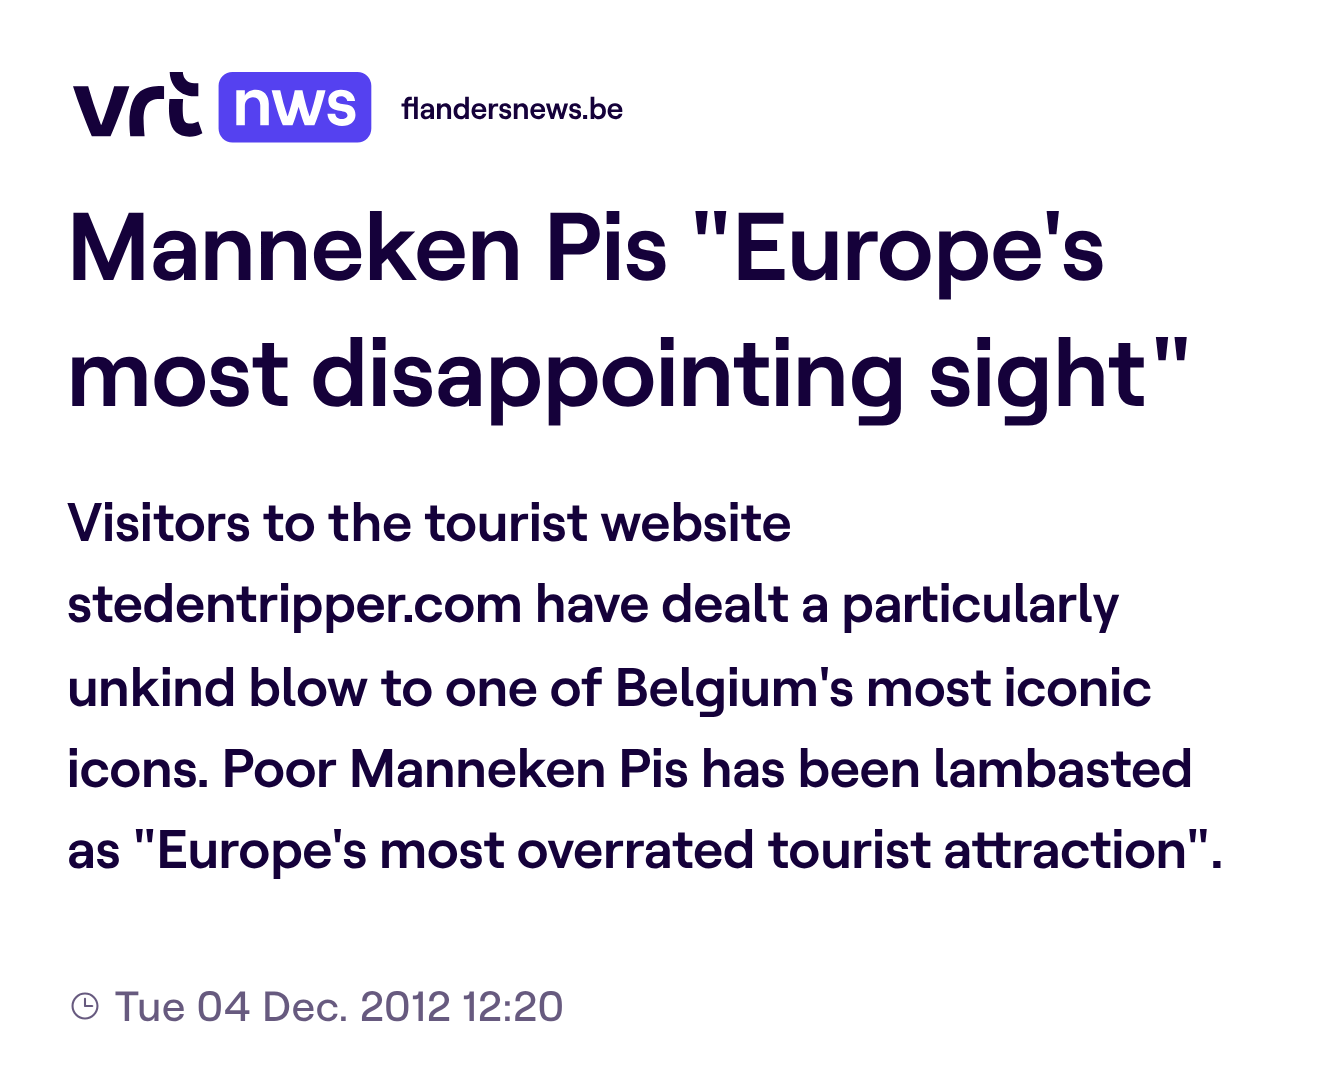 vrt nws flandersnews.be
Manneken Pis "Europe's
most disappointing sight"
Visitors to the tourist website
stedentripper.com have dealt a particularly
unkind blow to one of Belgium's most iconic
icons. Poor Manneken Pis has been lambasted
as "Europe's most overrated tourist attraction".
Tue 04 Dec. 2012 12:20